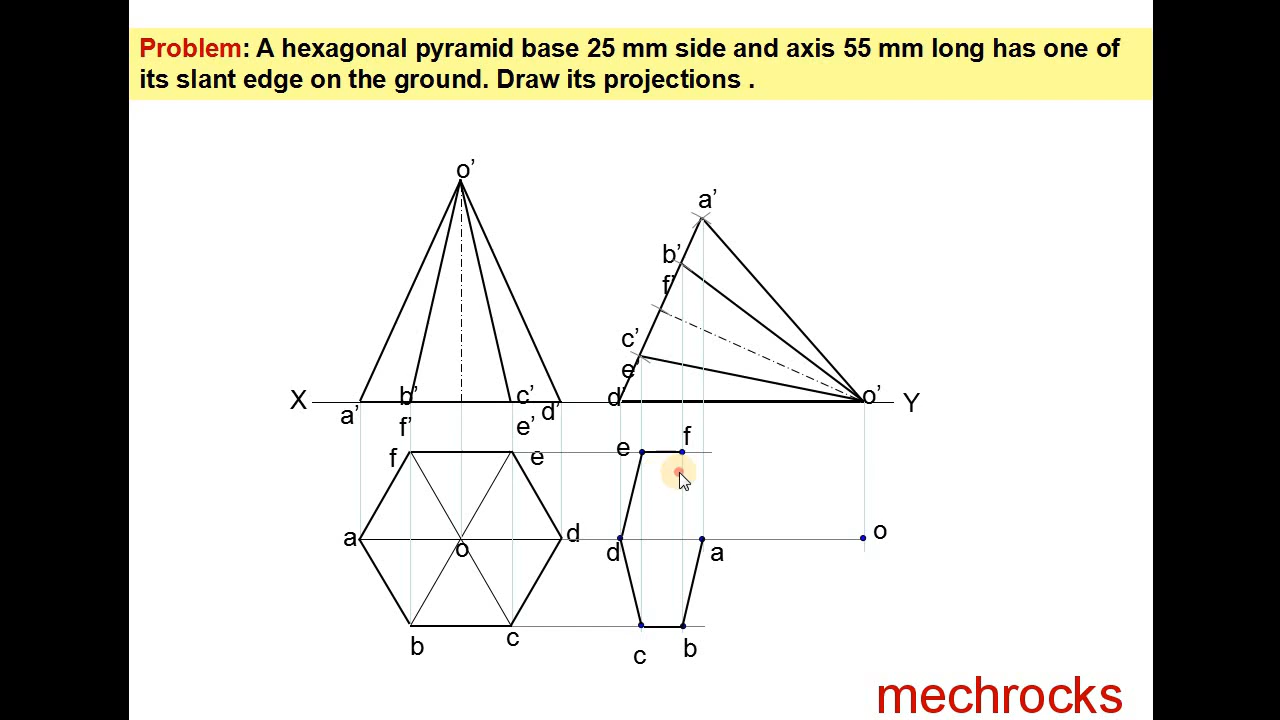 Problem: A hexagonal pyramid base 25 mm side and axis 55 mm long has one of
its slant edge on the ground. Draw its projections .
o’
a’
b’
f’
c’
e’
X
a’
b’
f’
c’
e’
d’
d’
o’
Y
f
e
e
f
a
o
d
d
a
o
b
c
c
b
mechrocks